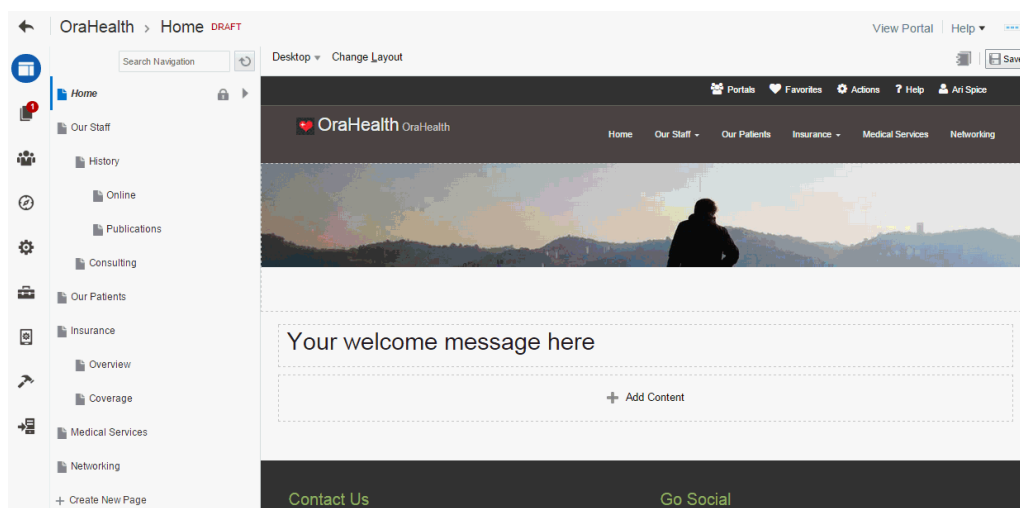 OraHealth > Home DRAFT
View Portal Help
Search Navigation
Desktop Change Layout
Save
1
Home
Our Staff
History
Online
Publications
Consulting
Our Patients
Insurance
Overview
Coverage
Medical Services
Networking
+ Create New Page
Portals Favorites Actions ? Help Ari Spice
OraHealth OraHealth
Home Our Staff Our Patients Insurance Medical Services Networking
Your welcome message here
+ Add Content
Contact Us Go Social